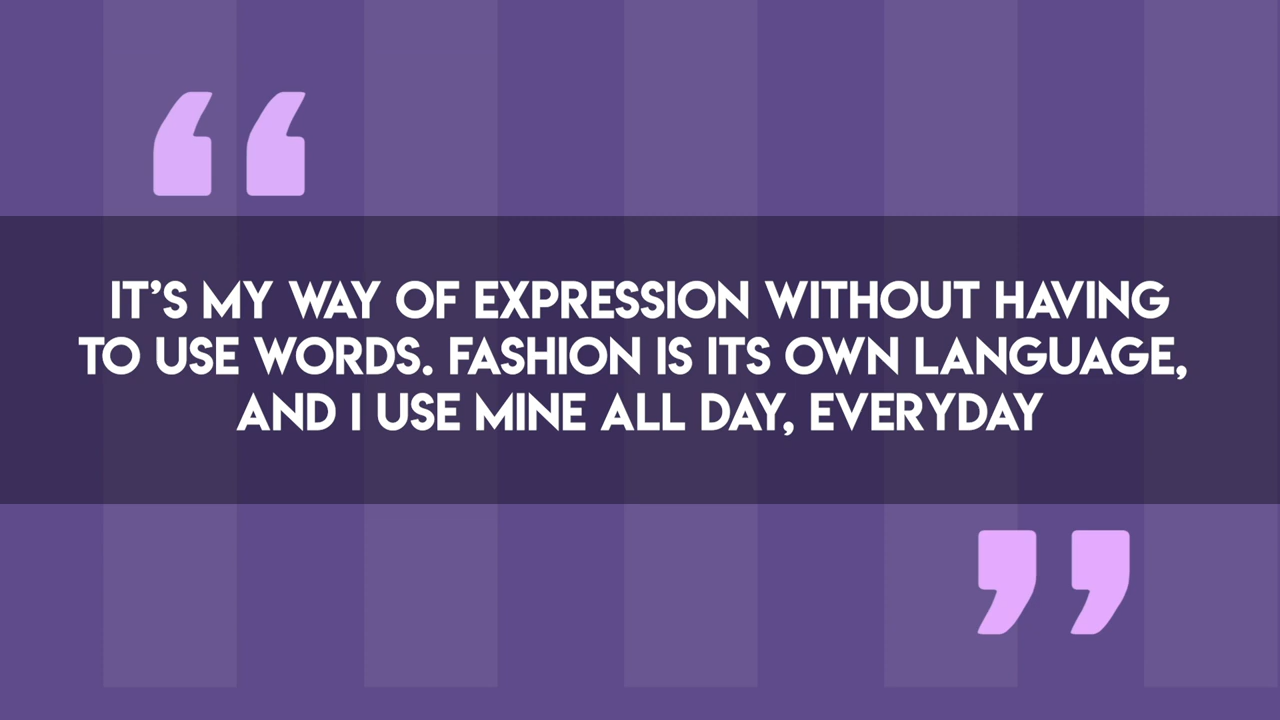 IT’S MY WAY OF EXPRESSION WITHOUT HAVING
TO USE WORDS. FASHION IS ITS OWN LANGUAGE,
AND I USE MINE ALL DAY, EVERYDAY